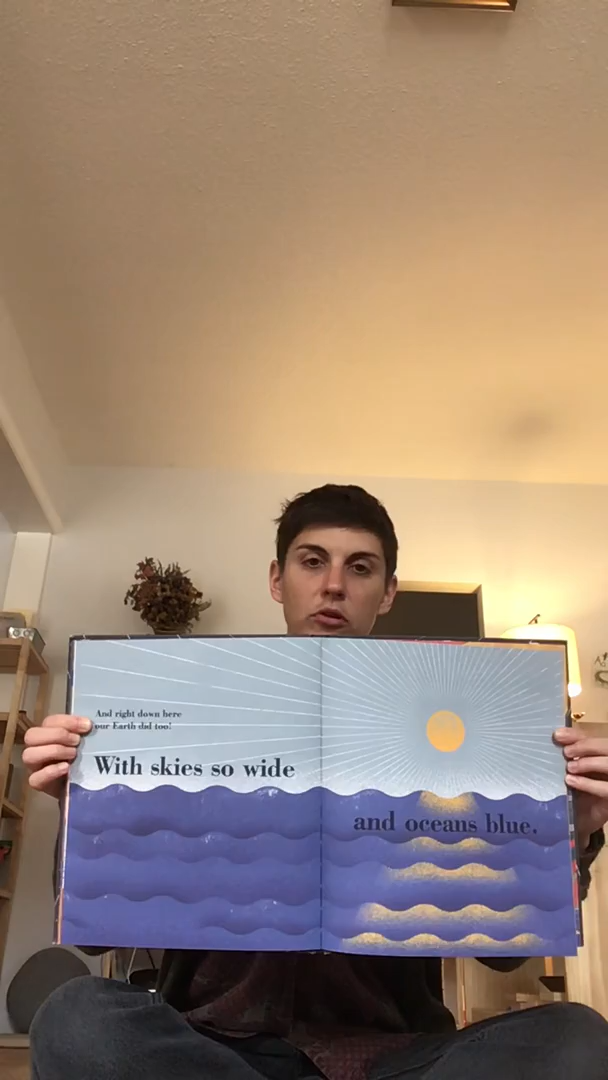 And right down here
our Earth did too!
With skies so wide
and oceans blue.